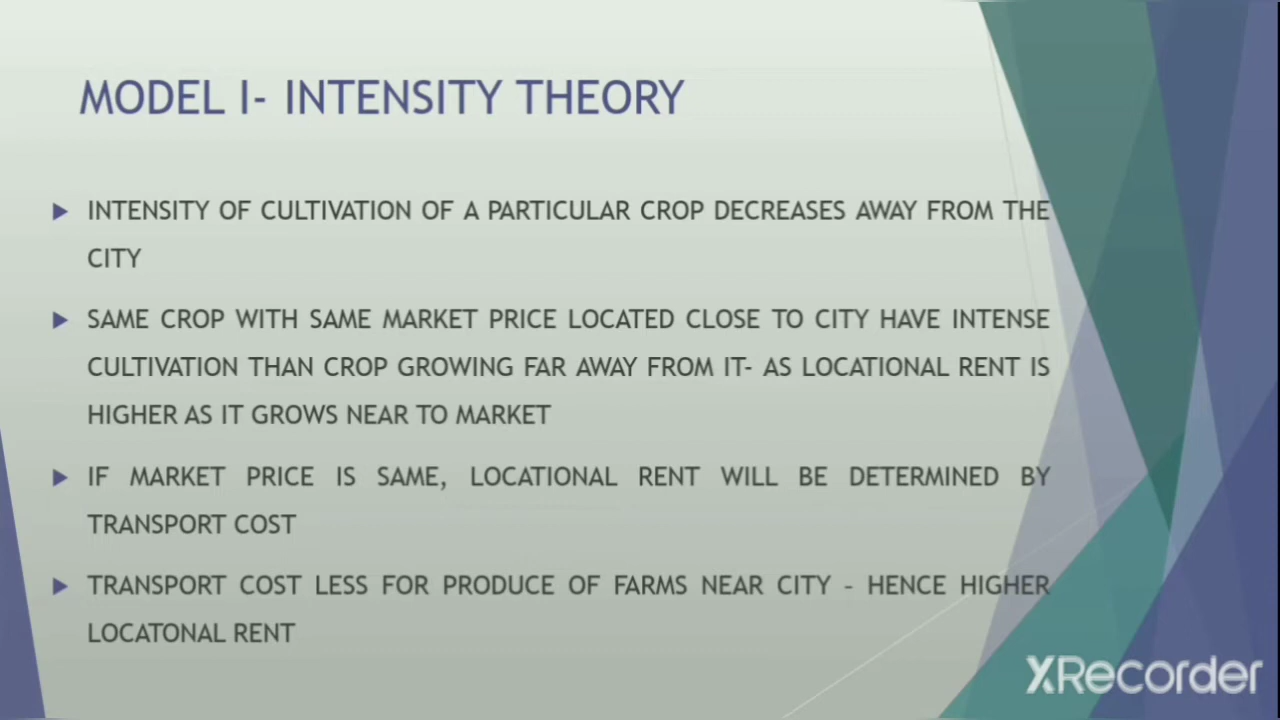 MODEL I- INTENSITY THEORY
INTENSITY OF CULTIVATION OF A PARTICULAR CROP DECREASES AWAY FROM THE
CITY
SAME CROP WITH SAME MARKET PRICE LOCATED CLOSE TO CITY HAVE INTENSE
CULTIVATION THAN CROP GROWING FAR AWAY FROM IT- AS LOCATIONAL RENT IS
HIGHER AS IT GROWS NEAR TO MARKET
IF MARKET PRICE IS SAME, LOCATIONAL RENT WILL BE DETERMINED BY
TRANSPORT COST
TRANSPORT COST LESS FOR PRODUCE OF FARMS NEAR CITY – HENCE HIGHER
LOCATONAL RENT
XRecorder